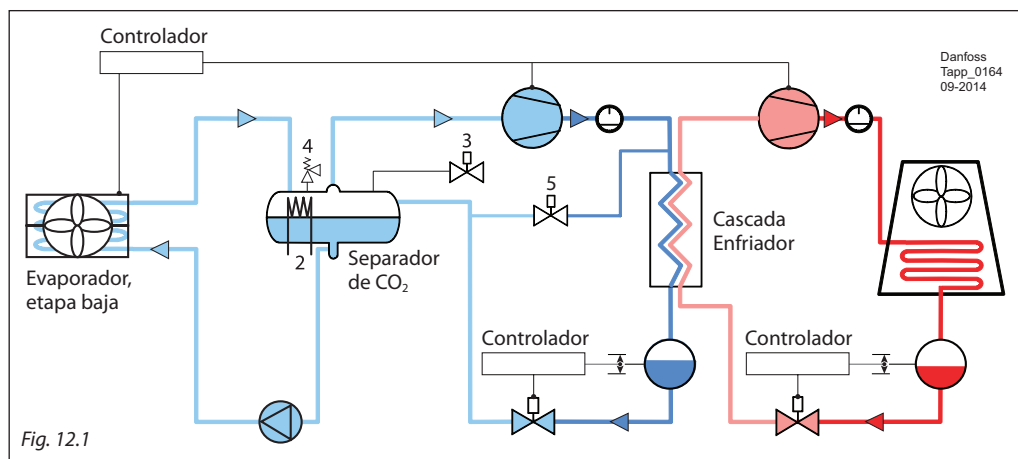 Controlador
Danfoss
Tapp_0164
09-2014
4
3
5
2
Evaporador,
etapa baja
Separador
de CO₂
Cascada
Enfriador
Controlador
Controlador
Fig. 12.1